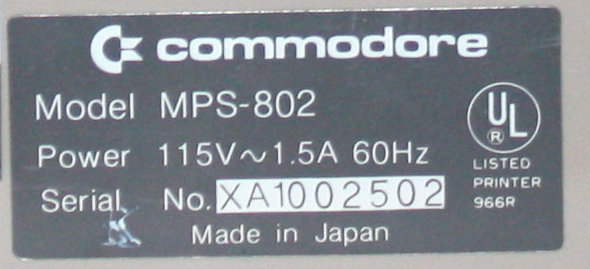 commodore
Model MPS-802
Power 115V~1.5A 60Hz
Serial No. XA1002502
Made in Japan
UL
®
LISTED
PRINTER
966R